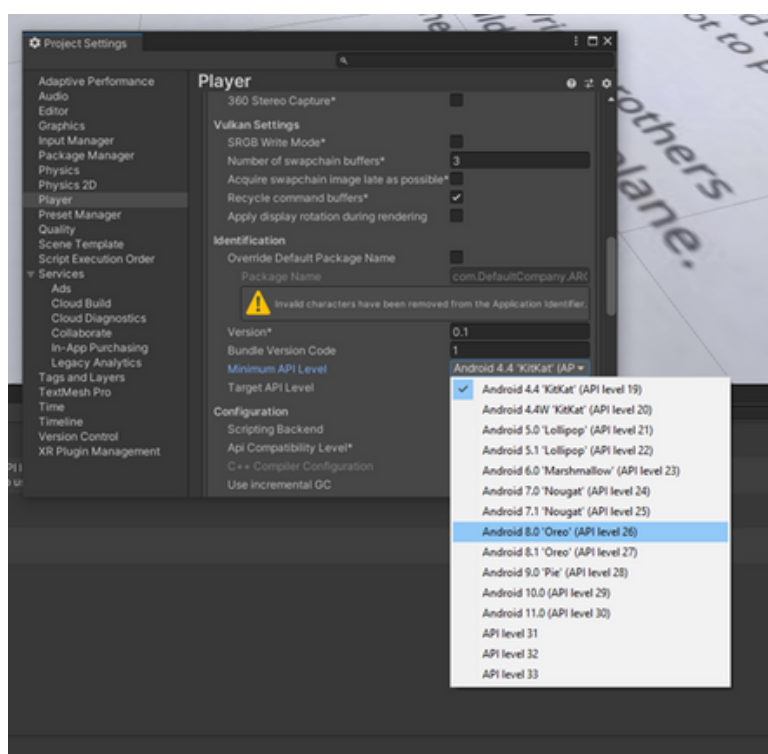 Project Settings
Adaptive Performance
Audio
Editor
Graphics
Input Manager
Package Manager
Physics
Physics 2D
Player
Preset Manager
Quality
Scene Template
Script Execution Order
Services
Ads
Cloud Build
Cloud Diagnostics
Collaborate
In-App Purchasing
Legacy Analytics
Tags and Layers
TextMesh Pro
Time
Timeline
Version Control
XR Plugin Management
Player
360 Stereo Capture*
Vulkan Settings
SRGB Write Mode*
Number of swapchain buffers* 3
Acquire swapchain image late as possible*
Recycle command buffers*
Apply display rotation during rendering
Identification
Override Default Package Name
Package Name com.DefaultCompany.AR
Invalid characters have been removed from the Application Identifier.
Version* 0.1
Bundle Version Code 1
Minimum API Level Android 4.4 'KitKat' (AP
Target API Level
Configuration
Scripting Backend
Api Compatibility Level*
C++ Compiler Configuration
Use incremental GC
Android 4.4 'KitKat' (API level 19)
Android 4.4W 'KitKat' (API level 20)
Android 5.0 'Lollipop' (API level 21)
Android 5.1 'Lollipop' (API level 22)
Android 6.0 'Marshmallow' (API level 23)
Android 7.0 'Nougat' (API level 24)
Android 7.1 'Nougat' (API level 25)
Android 8.0 'Oreo' (API level 26)
Android 8.1 'Oreo' (API level 27)
Android 9.0 'Pie' (API level 28)
Android 10.0 (API level 29)
Android 11.0 (API level 30)
API level 31
API level 32
API level 33
to p
others
lane.